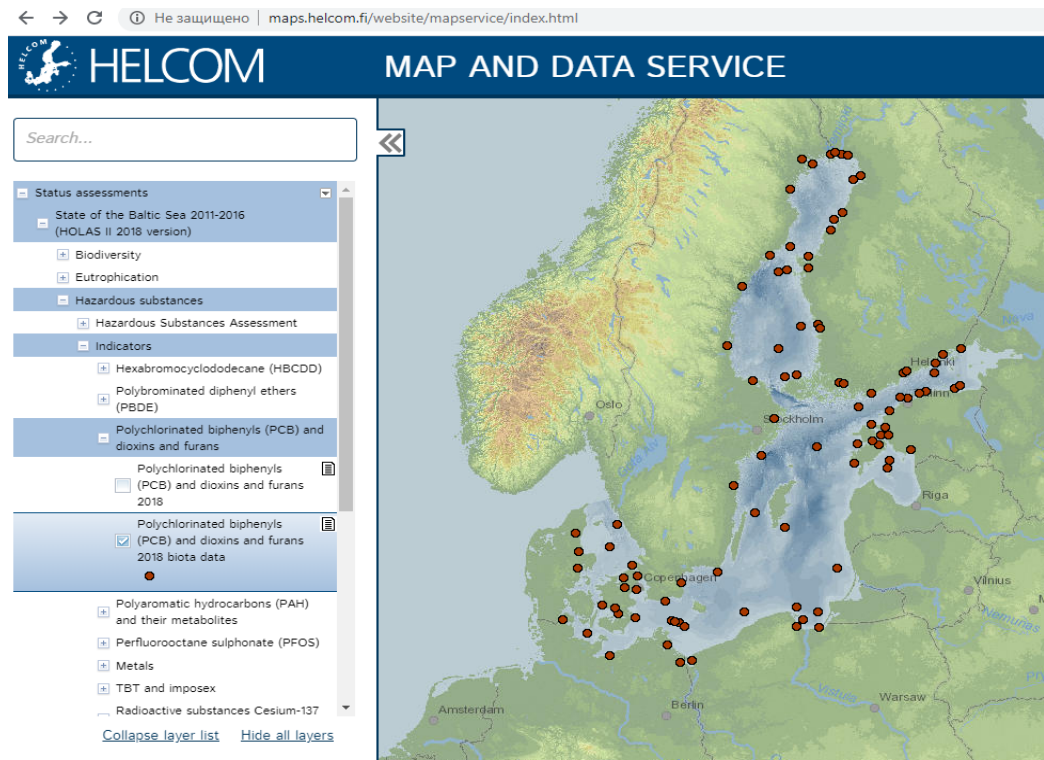 Не защищено | maps.helcom.fi/website/mapservice/index.html
HELCOM
HELCOM
MAP AND DATA SERVICE
Search...
Status assessments
State of the Baltic Sea 2011-2016
(HOLAS II 2018 version)
Biodiversity
Eutrophication
Hazardous substances
Hazardous Substances Assessment
Indicators
Hexabromocyclododecane (HBCDD)
Polybrominated diphenyl ethers
(PBDE)
Polychlorinated biphenyls (PCB) and
dioxins and furans
Polychlorinated biphenyls
(PCB) and dioxins and furans
2018
Polychlorinated biphenyls
(PCB) and dioxins and furans
2018 biota data
Polyaromatic hydrocarbons (PAH)
and their metabolites
Perfluorooctane sulphonate (PFOS)
Metals
TBT and imposex
Radioactive substances Cesium-137
Collapse layer list
Hide all layers
Oslo
Stockholm
Helsinki
Riga
Copenhagen
Vilnius
Nemunas
Vistula
Warsaw
Berlin
Amsterdam